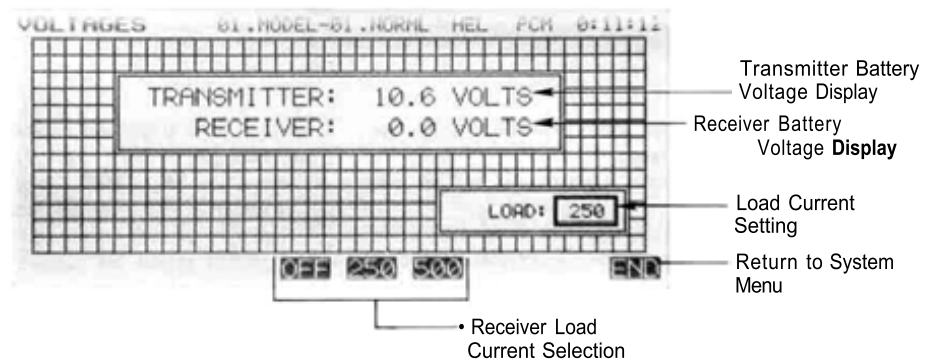 VOLTAGES 01.MODEL-01.NORML HEL PCM 0:11:12
TRANSMITTER: 10.6 VOLTS
RECEIVER: 0.0 VOLTS
LOAD: 250
OFF 250 500 END
Transmitter Battery
Voltage Display
Receiver Battery
Voltage Display
Load Current
Setting
Return to System
Menu
• Receiver Load
Current Selection